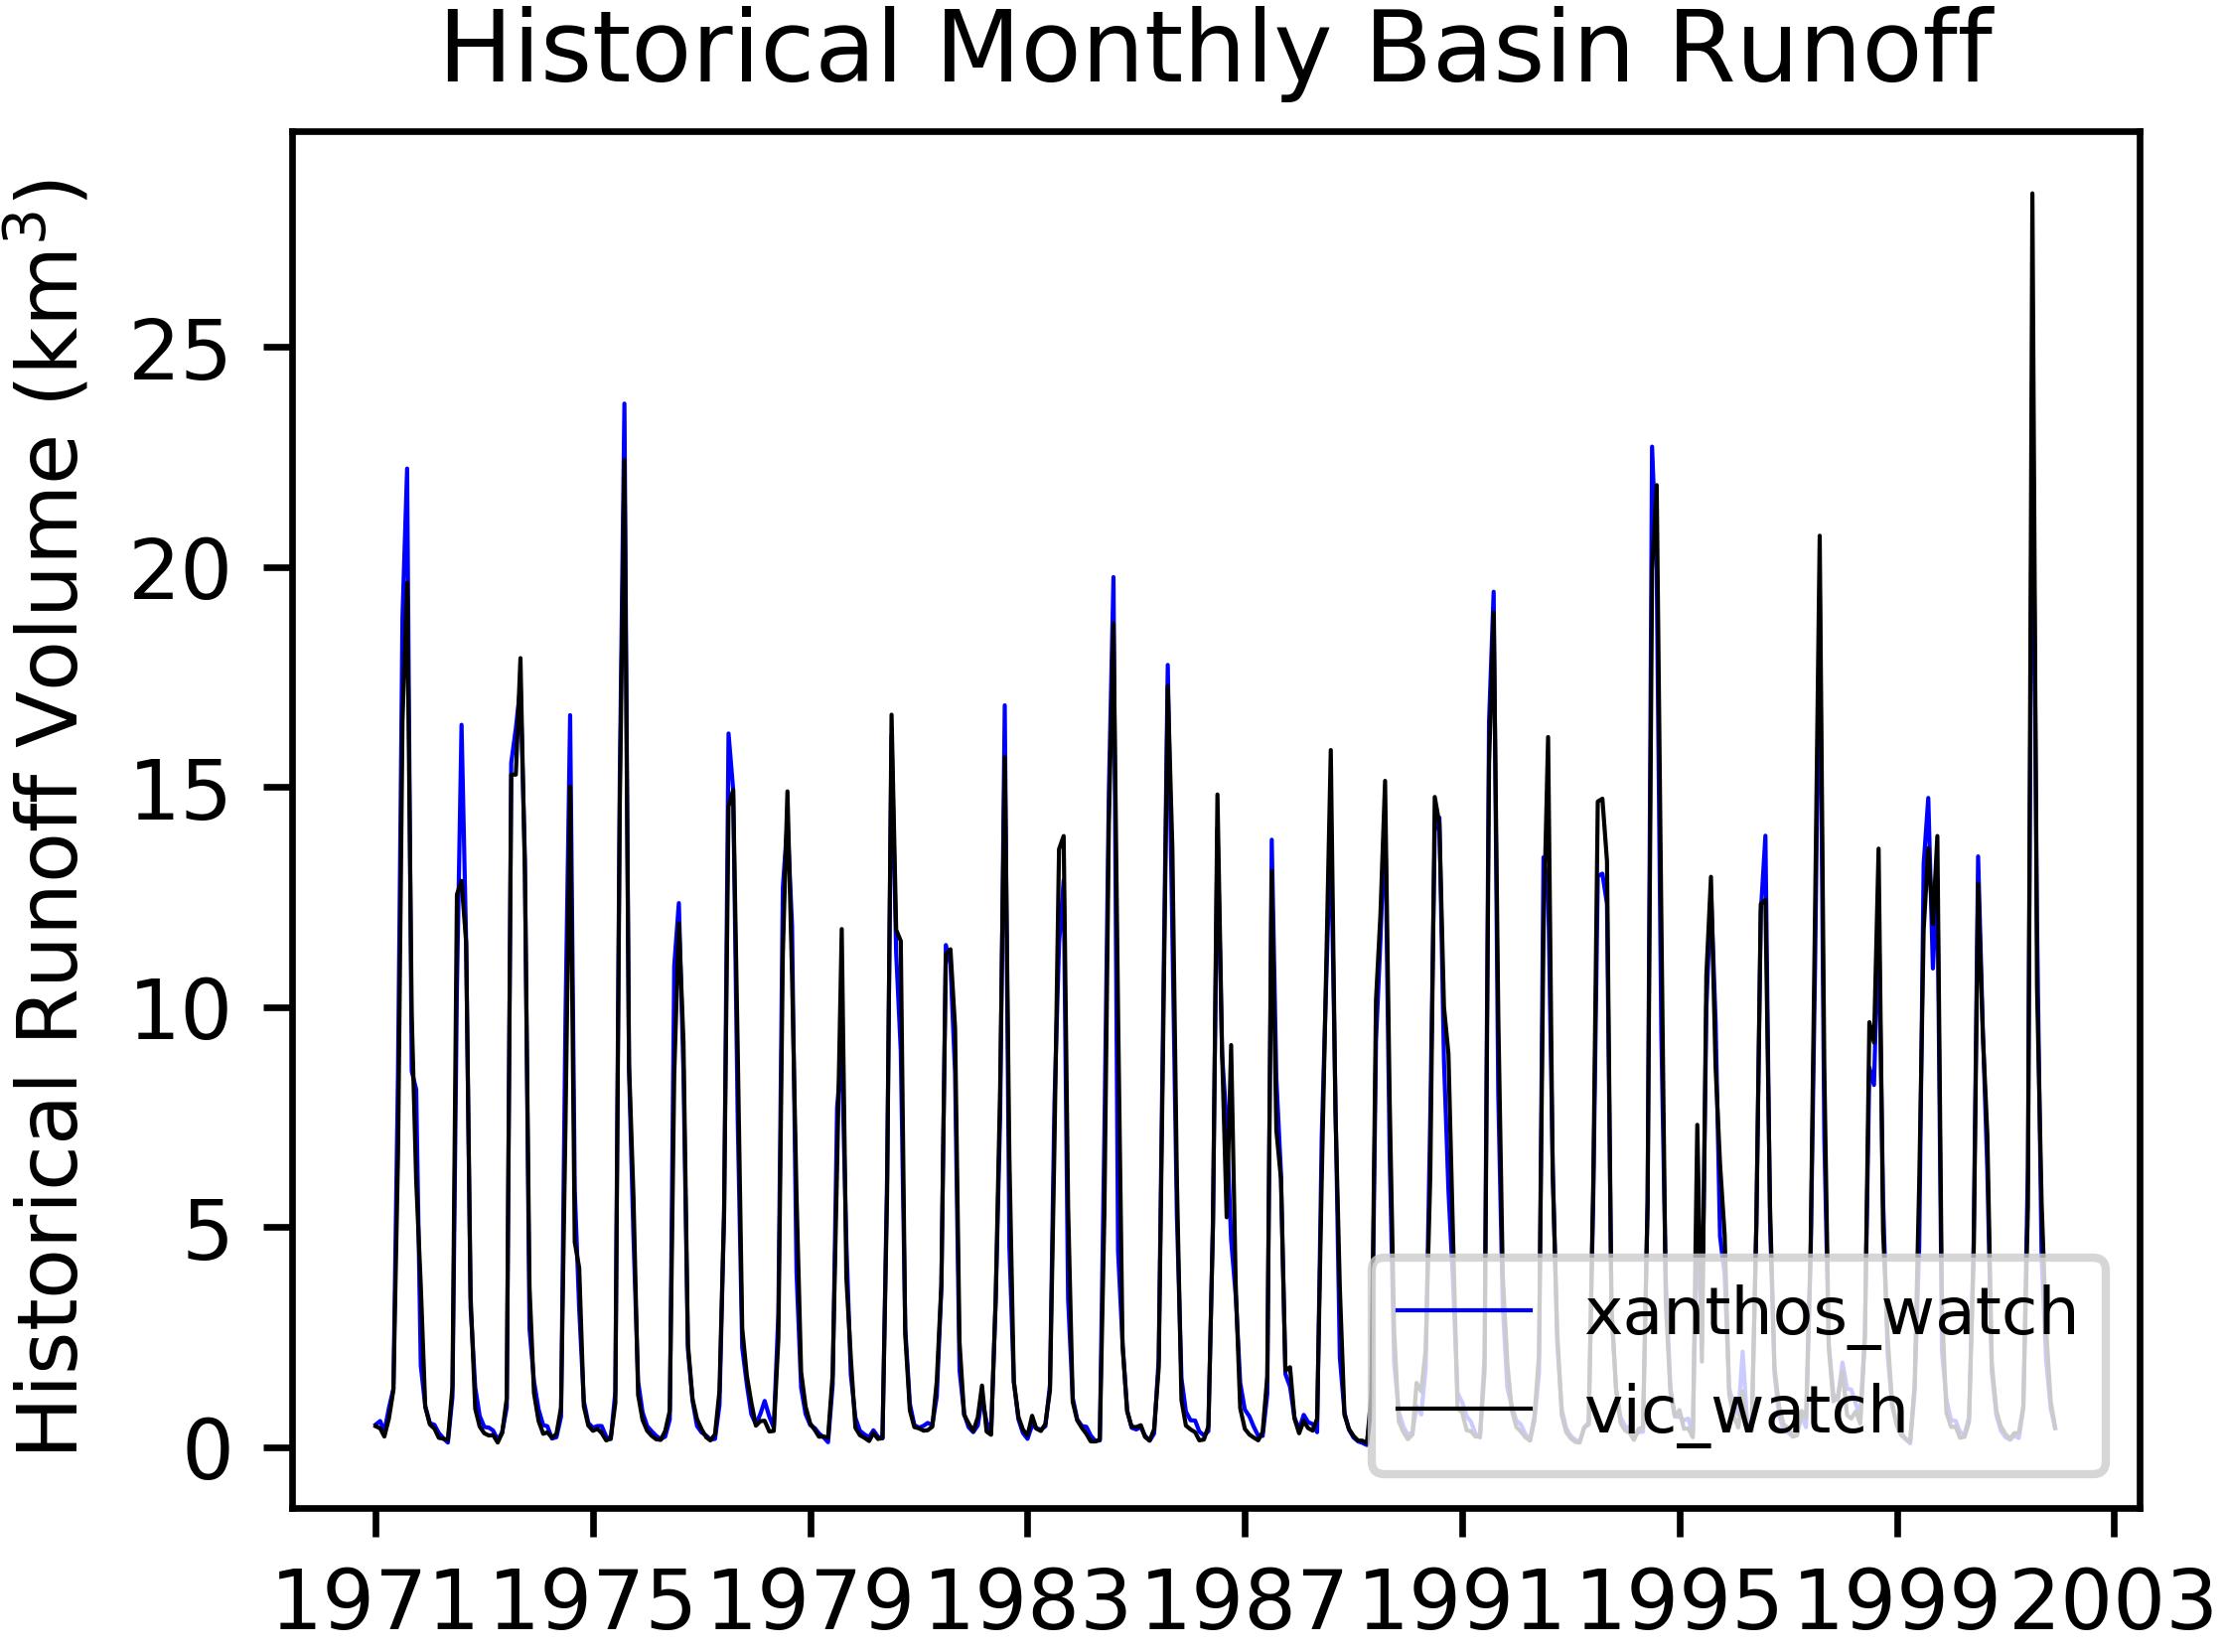 Historical Monthly Basin Runoff
Historical Runoff Volume (km³)
25
20
15
10
5
0
xanthos_watch
vic_watch
1971 1975 1979 1983 1987 1991 1995 1999 2003